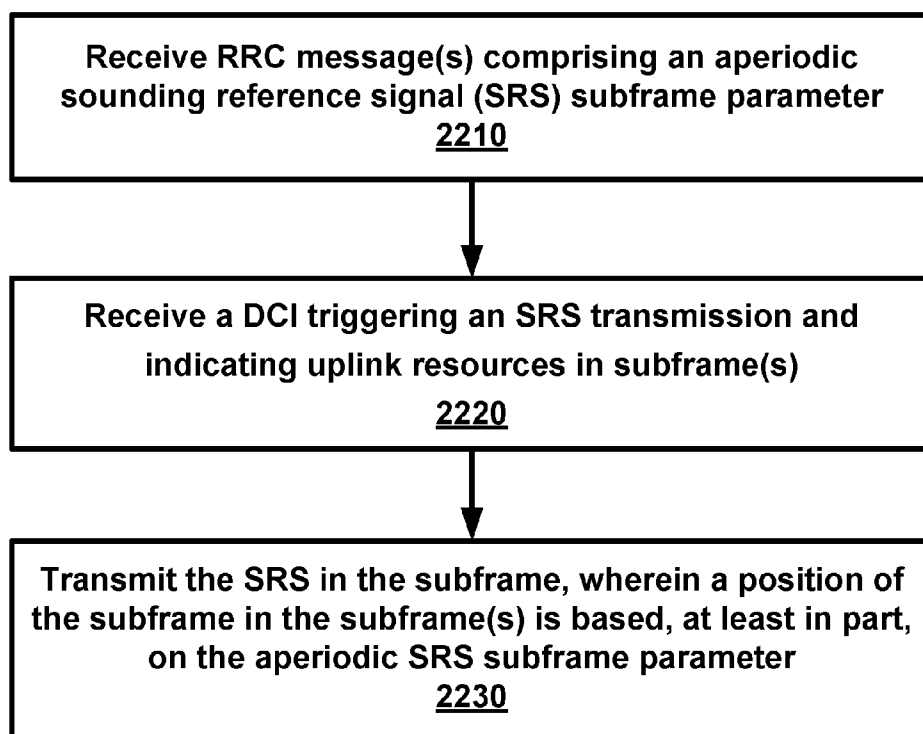 Receive RRC message(s) comprising an aperiodic
sounding reference signal (SRS) subframe parameter
2210
Receive a DCI triggering an SRS transmission and
indicating uplink resources in subframe(s)
2220
Transmit the SRS in the subframe, wherein a position of
the subframe in the subframe(s) is based, at least in part,
on the aperiodic SRS subframe parameter
2230